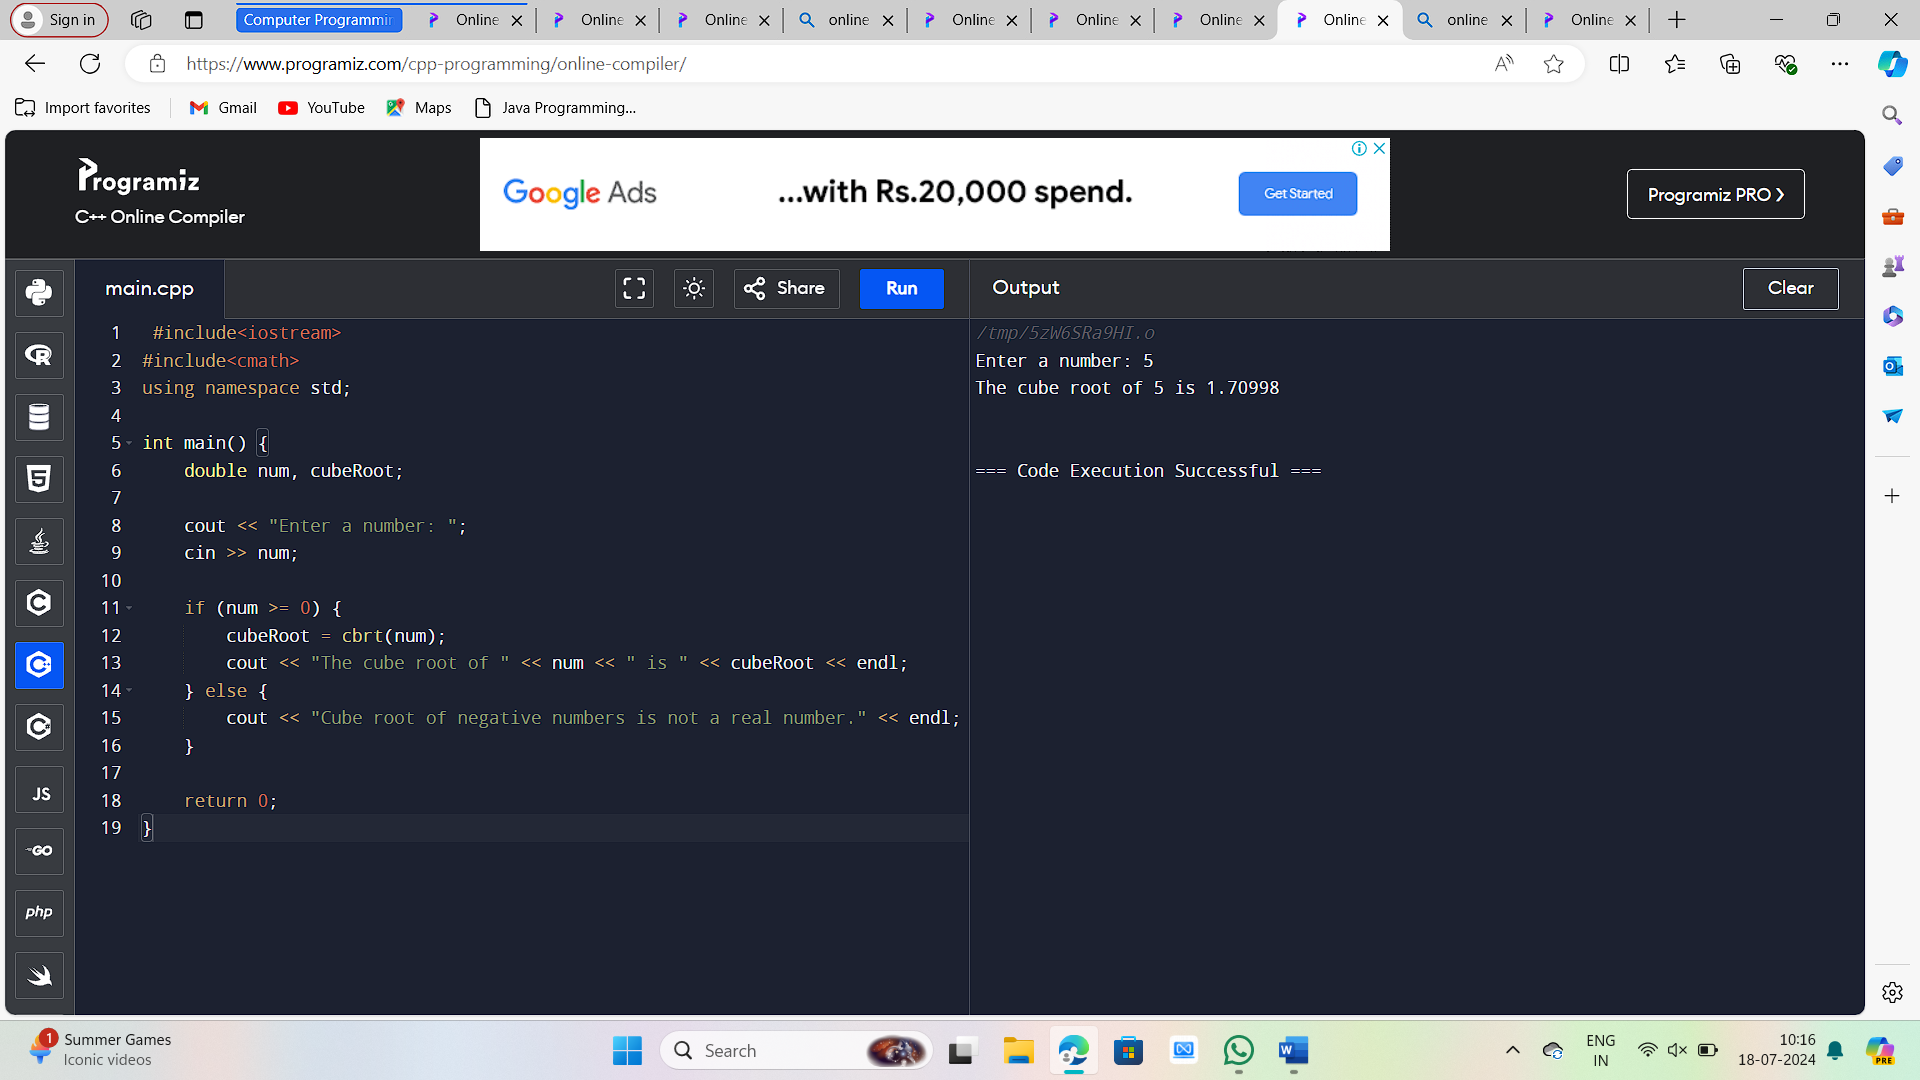 Sign in
Computer Programmin
Online
Online
Online
online
Online
Online
Online
Online
online
Online
https://www.programiz.com/cpp-programming/online-compiler/
Import favorites
Gmail
YouTube
Maps
Java Programming...
Programiz
C++ Online Compiler
Google Ads
...with Rs.20,000 spend.
Get Started
Programiz PRO ›
main.cpp
Share
Run
Output
Clear
1 #include<iostream>
2 #include<cmath>
3 using namespace std;
4
5 int main() {
6 double num, cubeRoot;
7
8 cout << "Enter a number: ";
9 cin >> num;
10
11 if (num >= 0) {
12 cubeRoot = cbrt(num);
13 cout << "The cube root of " << num << " is " << cubeRoot << endl;
14 } else {
15 cout << "Cube root of negative numbers is not a real number." << endl;
16 }
17
18 return 0;
19 }
/tmp/5zW6SRa9HI.o
Enter a number: 5
The cube root of 5 is 1.70998
=== Code Execution Successful ===
R
5
C
C
C
JS
GO
php
1
Summer Games
Iconic videos
Search
W
ENG
IN
10:16
18-07-2024
PRE